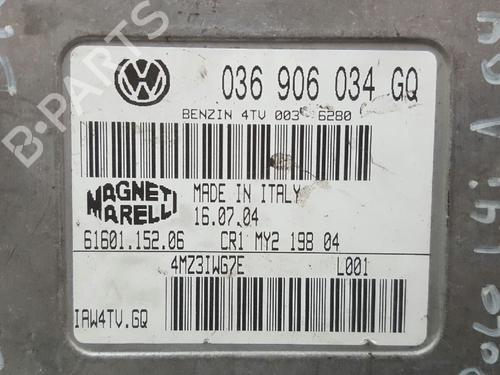 036 906 034 GQ
BENZIN 4TV 003 6280
MAGNETI
MARELLI
MADE IN ITALY
16.07.04
61601.152.06 CR1 MY2 198 04
4MZ3IWG7E L001
IAW4TV.GQ
B-PARTS